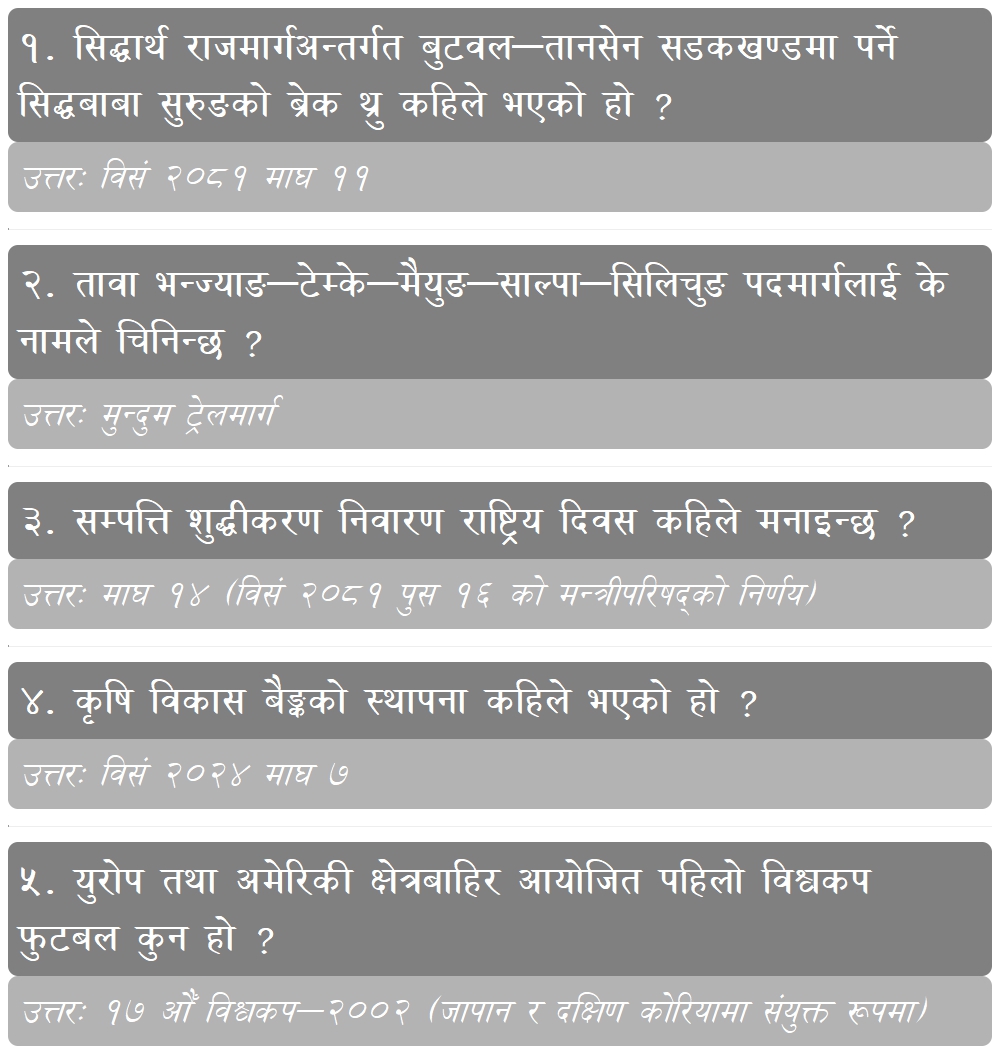 १. सिद्धार्थ राजमार्गअन्तर्गत बुटवल–तानसेन सडकखण्डमा पर्ने
सिद्धबाबा सुरुङको ब्रेक थ्रु कहिले भएको हो ?
उत्तरः विसं २०८१ माघ ११
२. तावा भन्ज्याङ–टेम्के–मैयुङ–साल्पा–सिलिचुङ पदमार्गलाई के
नामले चिनिन्छ ?
उत्तरः मुन्दुम ट्रेलमार्ग
३. सम्पत्ति शुद्धीकरण निवारण राष्ट्रिय दिवस कहिले मनाइन्छ ?
उत्तरः माघ १४ (विसं २०८१ पुस १६ को मन्त्रीपरिषद्को निर्णय)
४. कृषि विकास बैङ्कको स्थापना कहिले भएको हो ?
उत्तरः विसं २०२४ माघ ७
५. युरोप तथा अमेरिकी क्षेत्रबाहिर आयोजित पहिलो विश्वकप
फुटबल कुन हो ?
उत्तरः १७ औँ विश्वकप–२००२ (जापान र दक्षिण कोरियामा संयुक्त रूपमा)